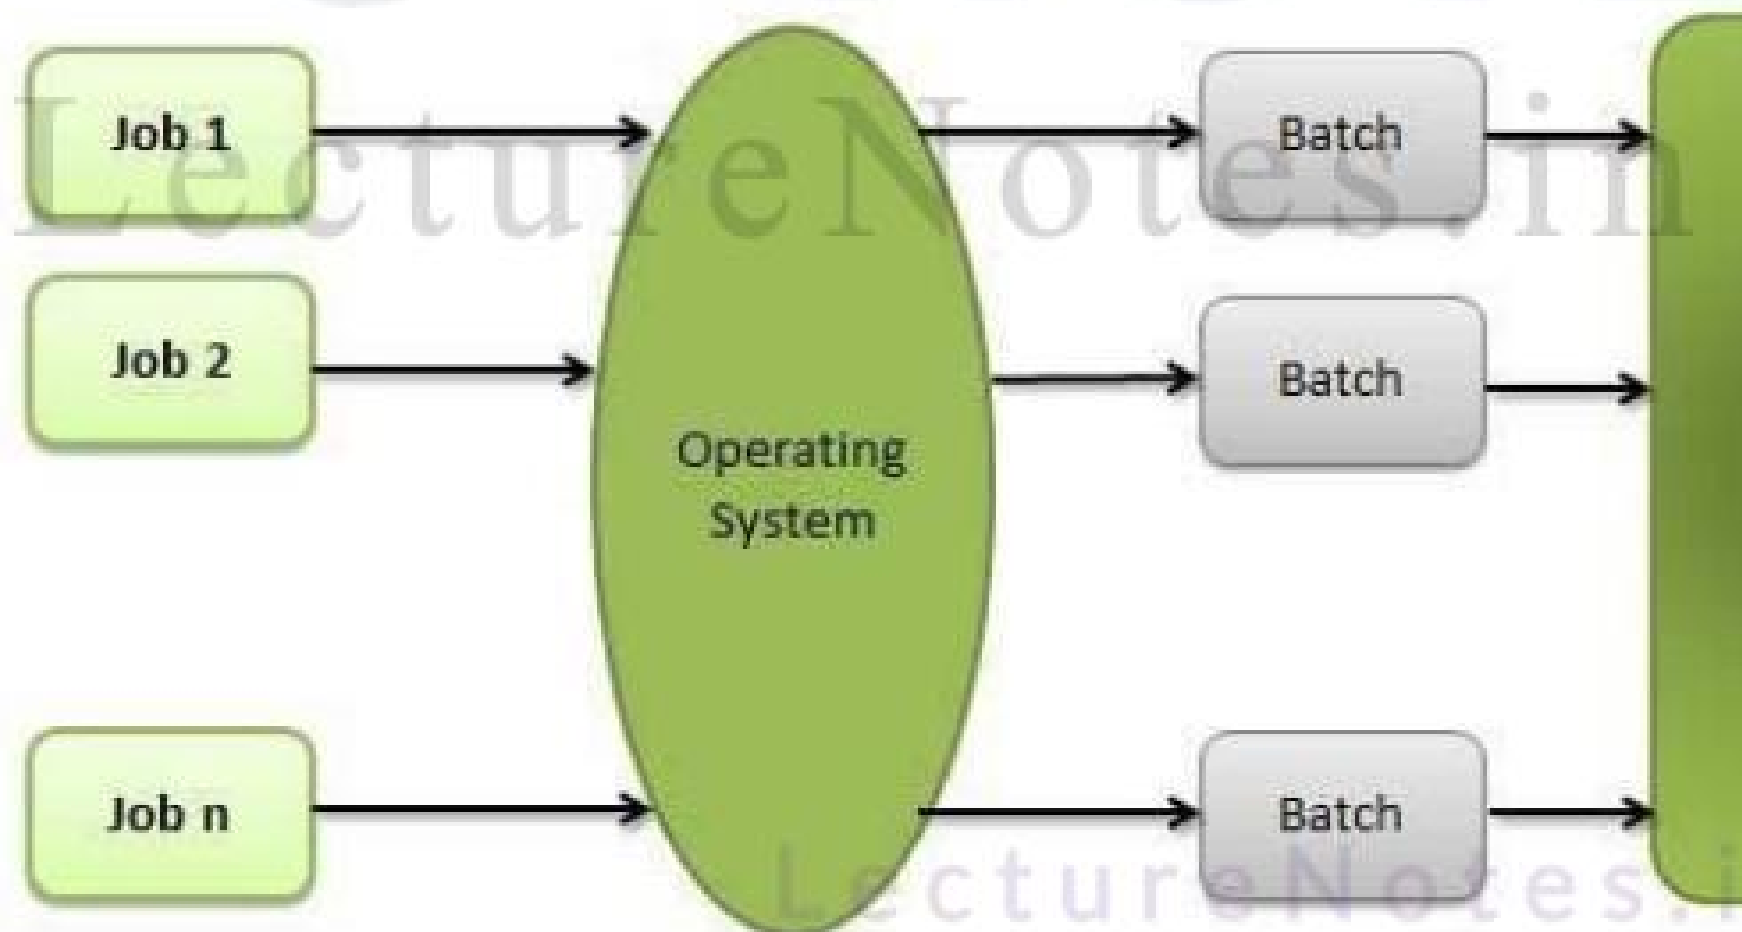 Job 1
Batch
LectureNotes.in
Job 2
Batch
Operating
System
Job n
Batch
LectureNotes.i